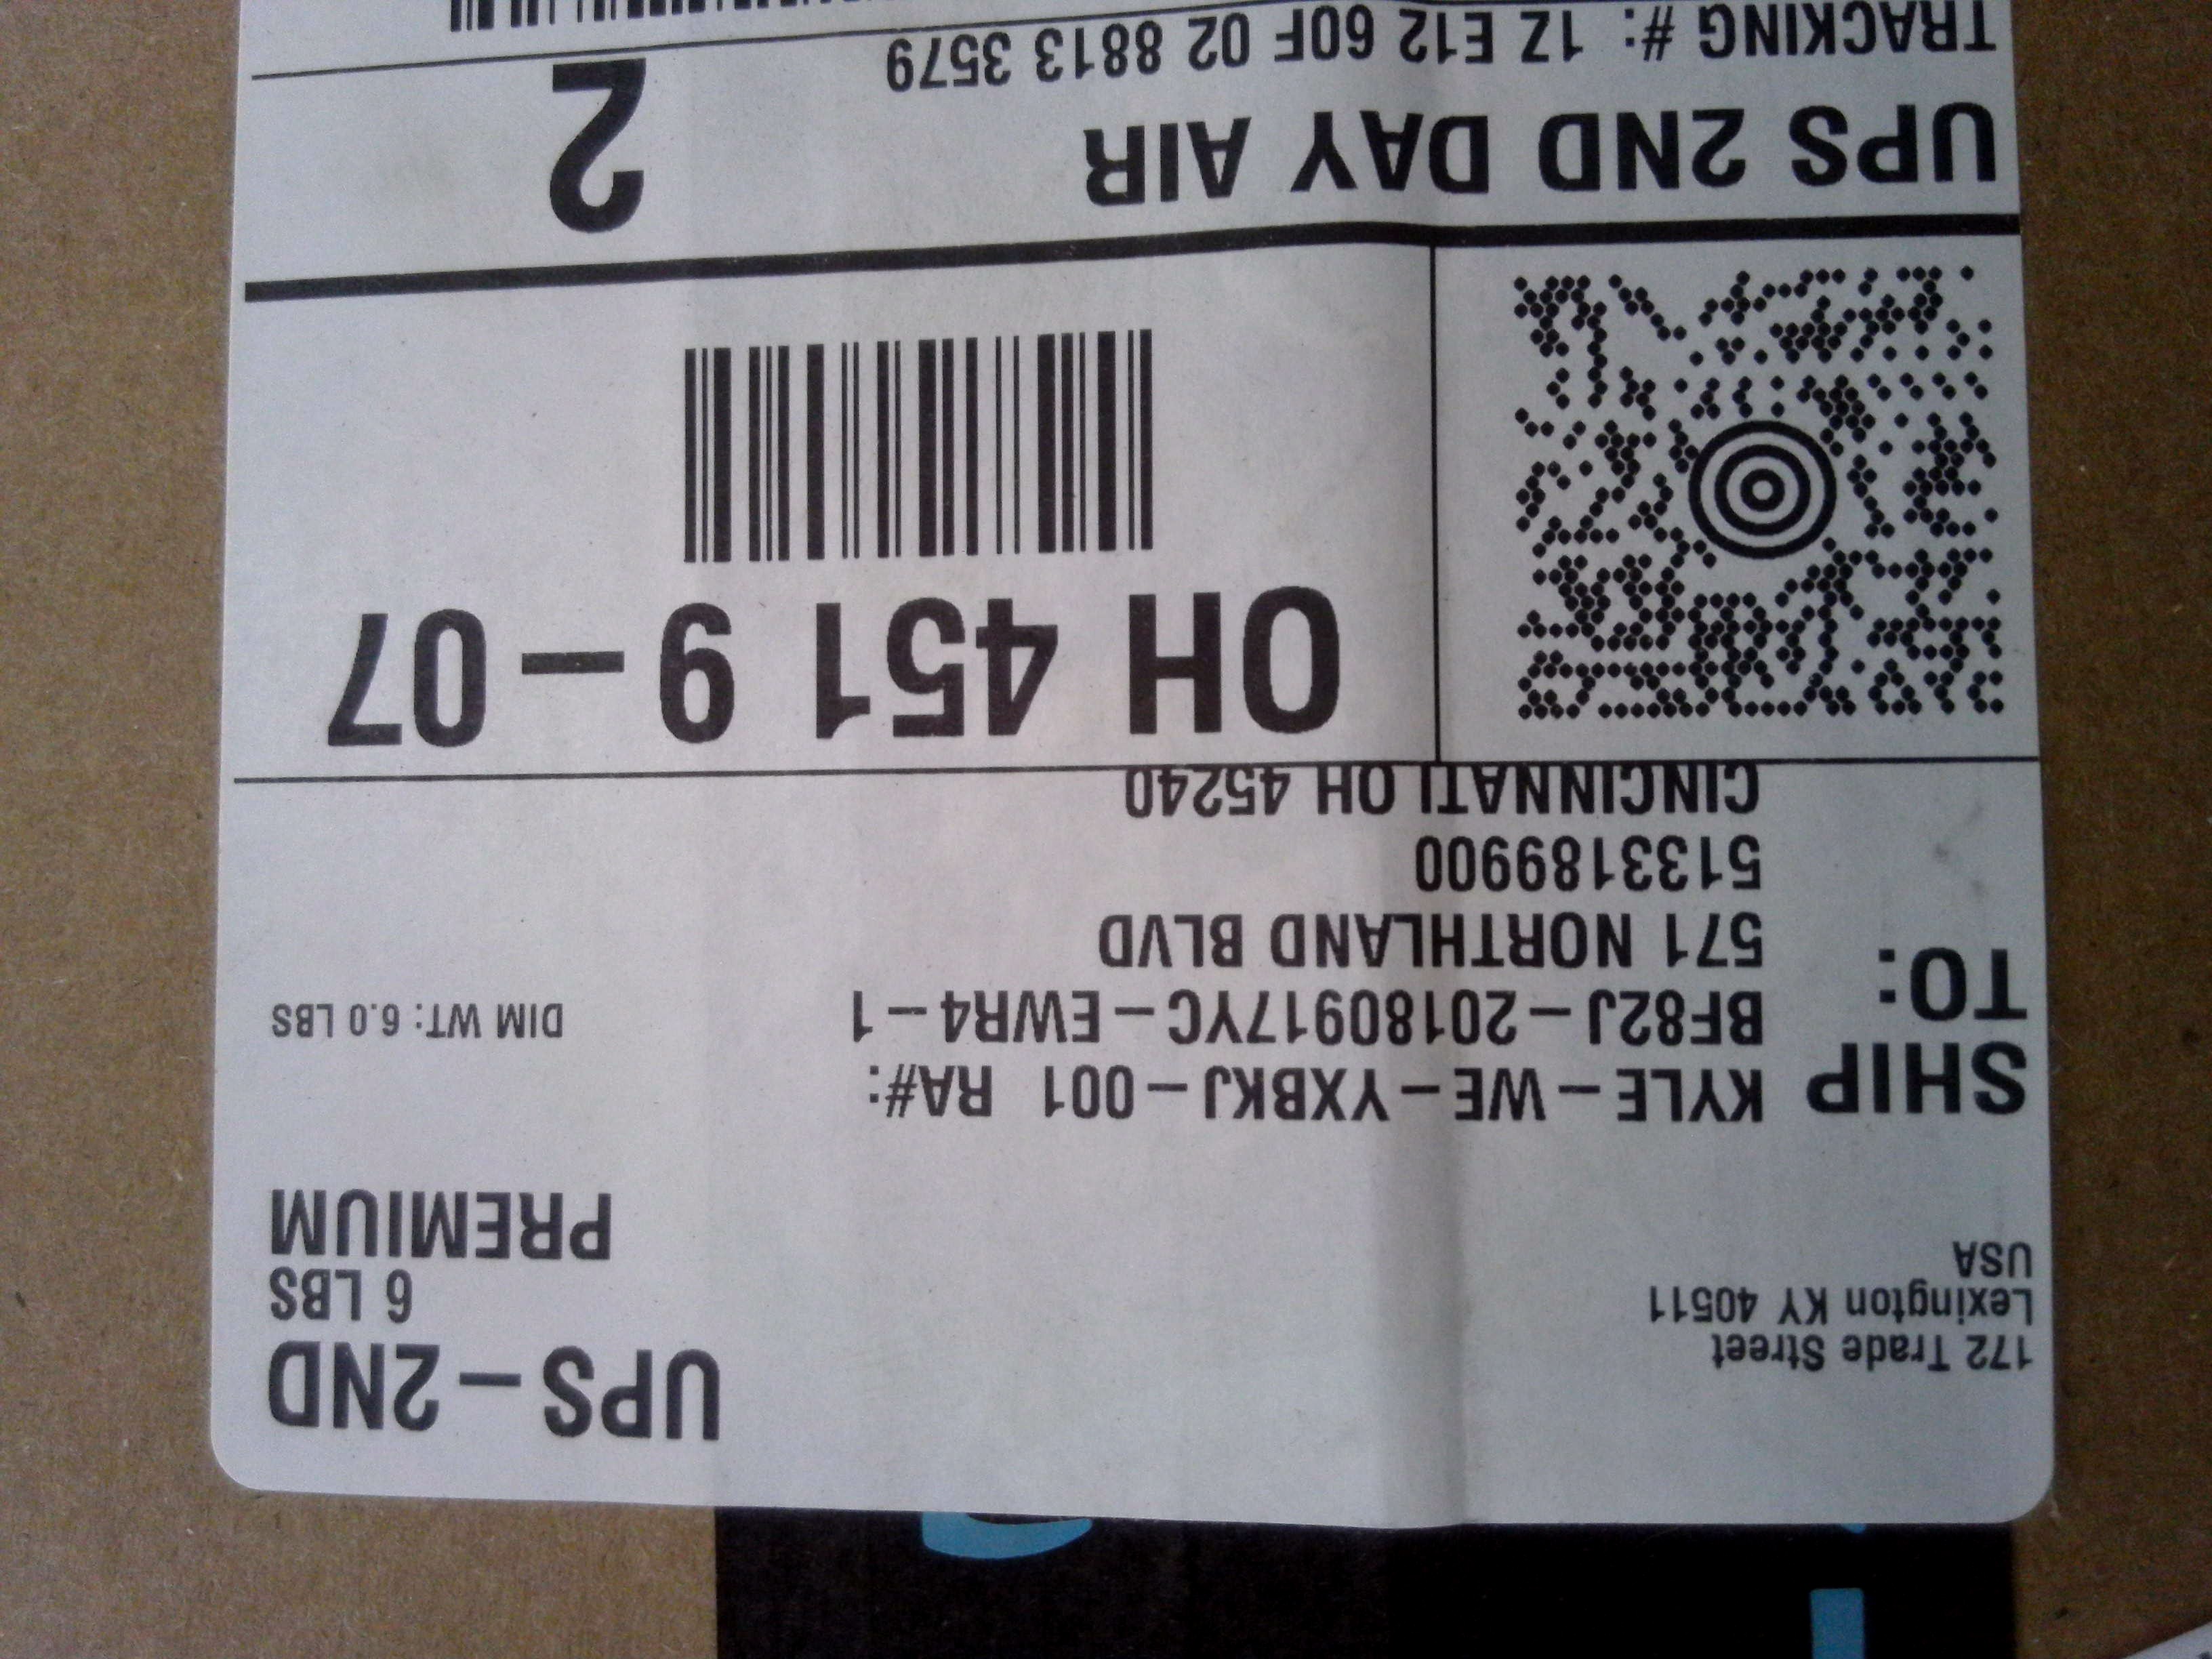 UPS-2ND
6 LBS
PREMIUM
172 Trade Street
Lexington KY 40511
USA
DIM WT: 6.0 LBS
SHIP
TO:
KYLE-WE-YXBKJ-001 RA#:
BF82J-20180917YC-EWR4-1
571 NORTHLAND BLVD
5133189900
CINCINNATI OH 45240
OH 451 9-07
UPS 2ND DAY AIR
TRACKING #: 1Z E12 60F 02 8813 3579
2